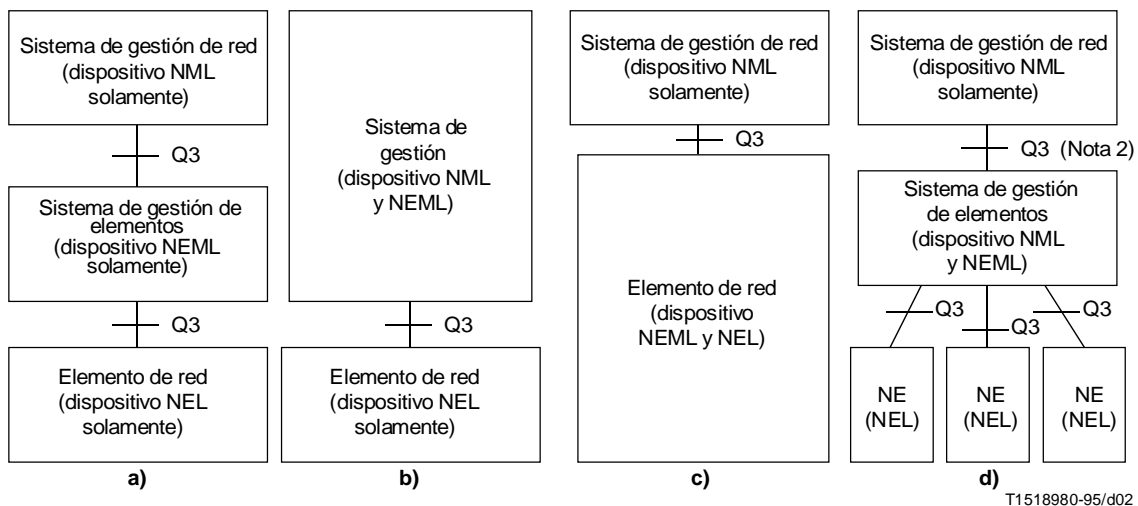 Sistema de gestión de red
(dispositivo NML
solamente)
Q3
Sistema de gestión de
elementos
(dispositivo NEML
solamente)
Q3
Elemento de red
(dispositivo NEL
solamente)
a)
Sistema de
gestión
(dispositivo NML
y NEML)
Q3
Elemento de red
(dispositivo NEL
solamente)
b)
Sistema de gestión de red
(dispositivo NML
solamente)
Q3
Elemento de red
(dispositivo
NEML y NEL)
c)
Sistema de gestión de red
(dispositivo NML
solamente)
Q3 (Nota 2)
Sistema de gestión
de elementos
(dispositivo NML
y NEML)
Q3
Q3
Q3
NE
(NEL)
NE
(NEL)
NE
(NEL)
d)
T1518980-95/d02